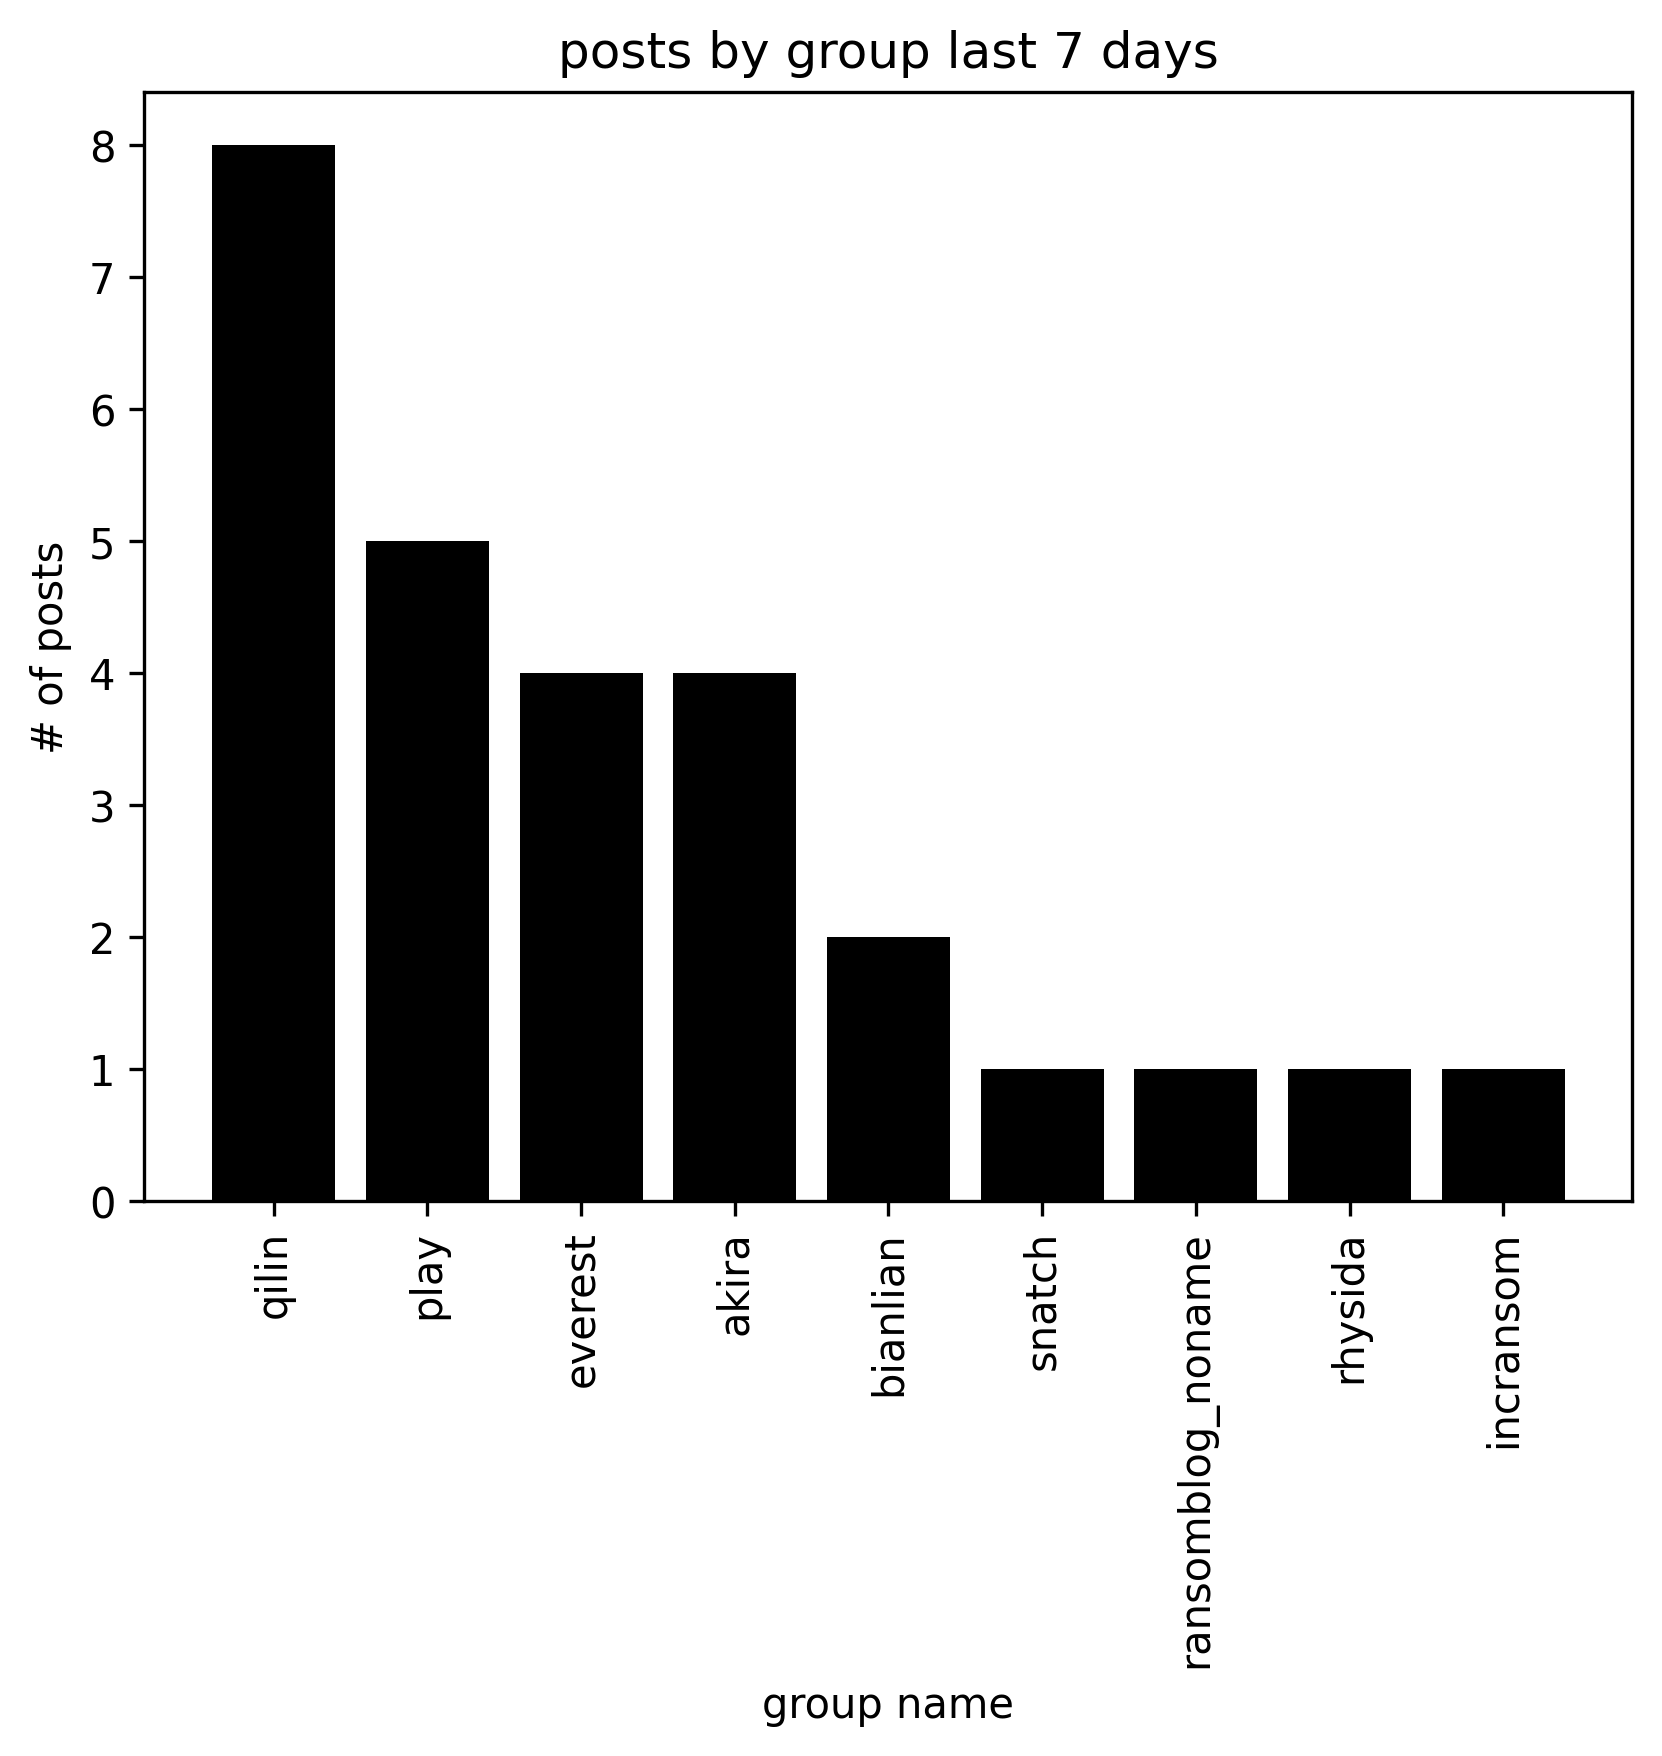 posts by group last 7 days
# of posts
8
7
6
5
4
3
2
1
0
qilin
play
everest
akira
bianlian
snatch
ransomblog_noname
rhysida
incransom
group name